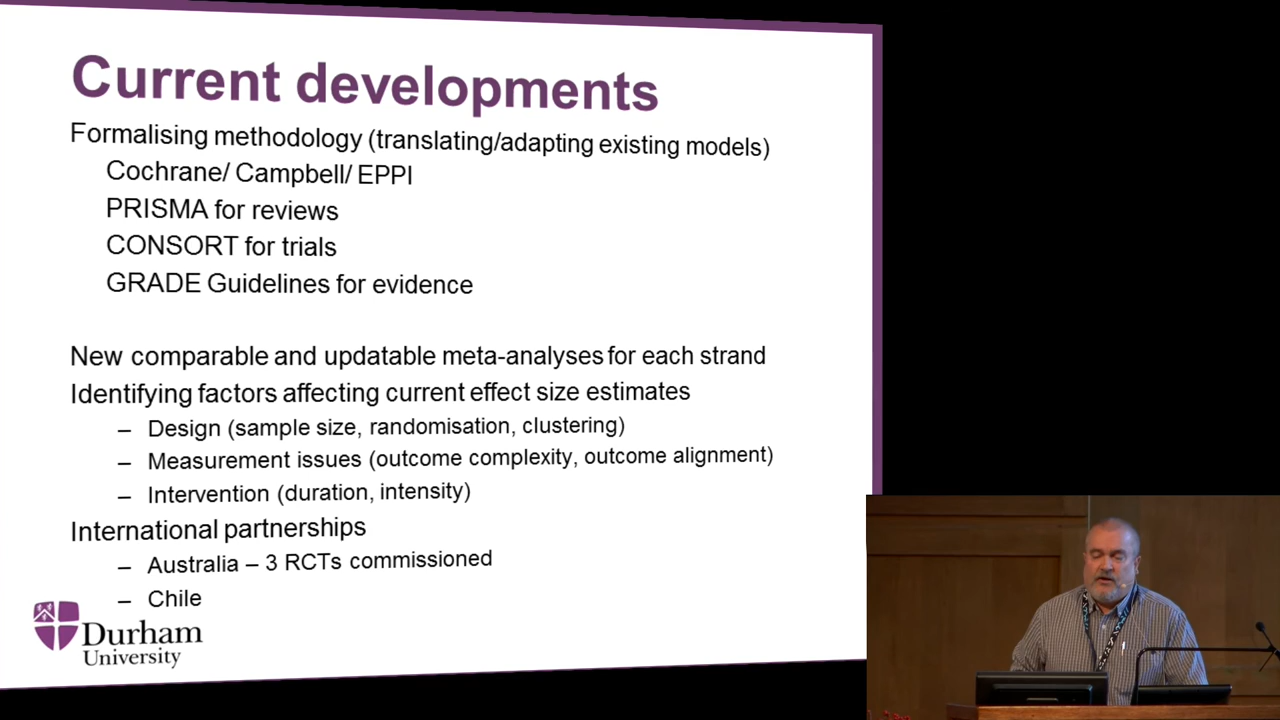 Current developments
Formalising methodology (translating/adapting existing models)
Cochrane/ Campbell/ EPPI
PRISMA for reviews
CONSORT for trials
GRADE Guidelines for evidence
New comparable and updatable meta-analyses for each strand
Identifying factors affecting current effect size estimates
– Design (sample size, randomisation, clustering)
– Measurement issues (outcome complexity, outcome alignment)
– Intervention (duration, intensity)
International partnerships
– Australia – 3 RCTs commissioned
– Chile
Durham
University